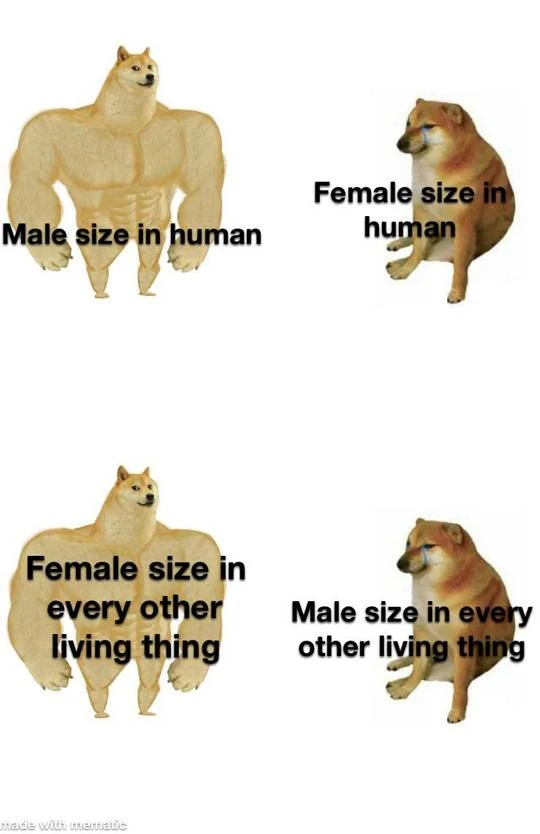 Male size in human
Female size in
human
Female size in
every other
living thing
Male size in every
other living thing
made with mematic